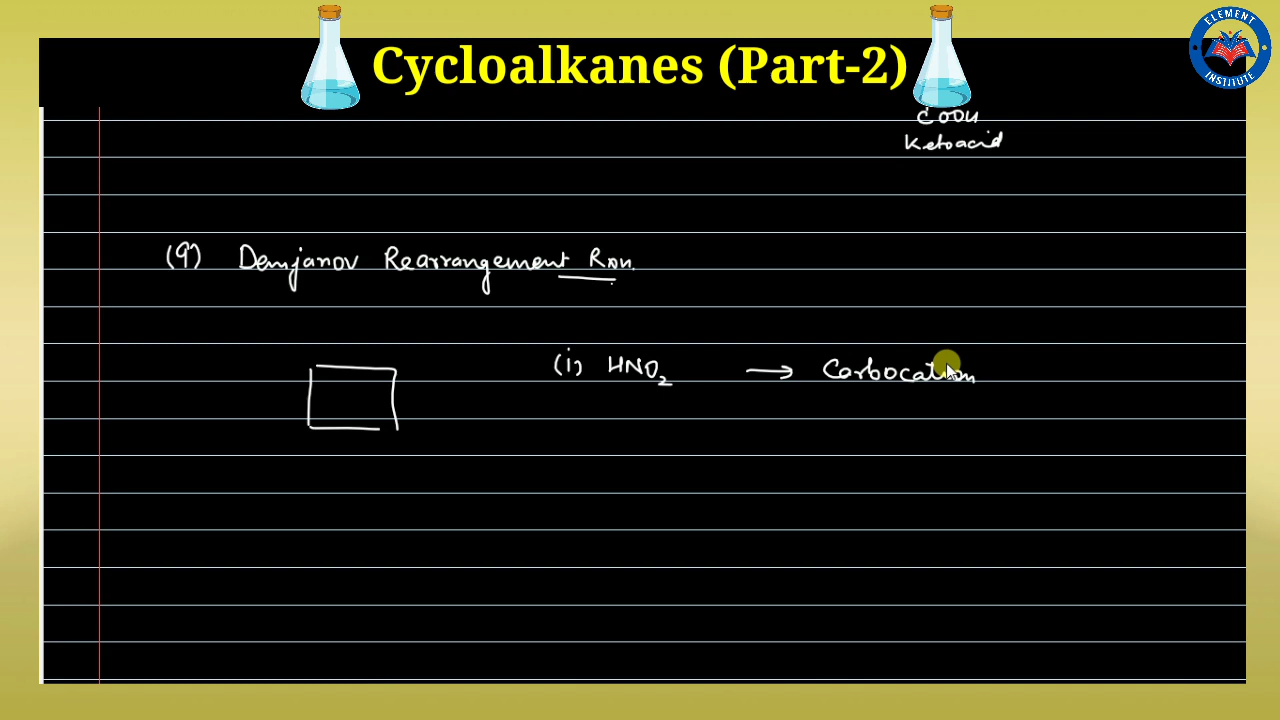 Cycloalkanes (Part-2)
ELEMENT
INSTITUTE
COOH
Ketoacid
(9) Demjanov Rearrangement Rxn.
(i) HNO2 → Carbocation